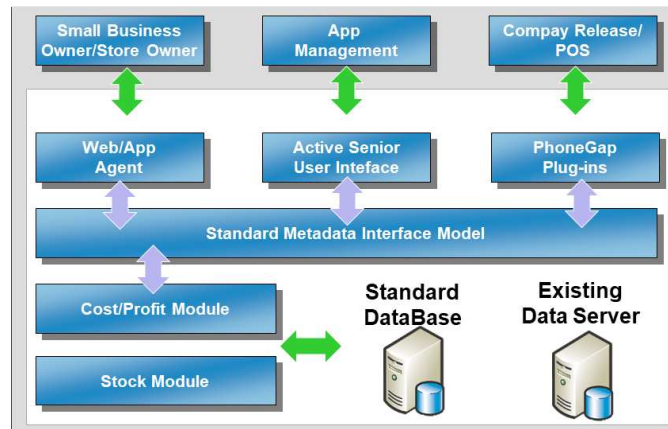 Small Business
Owner/Store Owner
App
Management
Compay Release/
POS
Web/App
Agent
Active Senior
User Inteface
PhoneGap
Plug-ins
Standard Metadata Interface Model
Cost/Profit Module
Standard
DataBase
Existing
Data Server
Stock Module